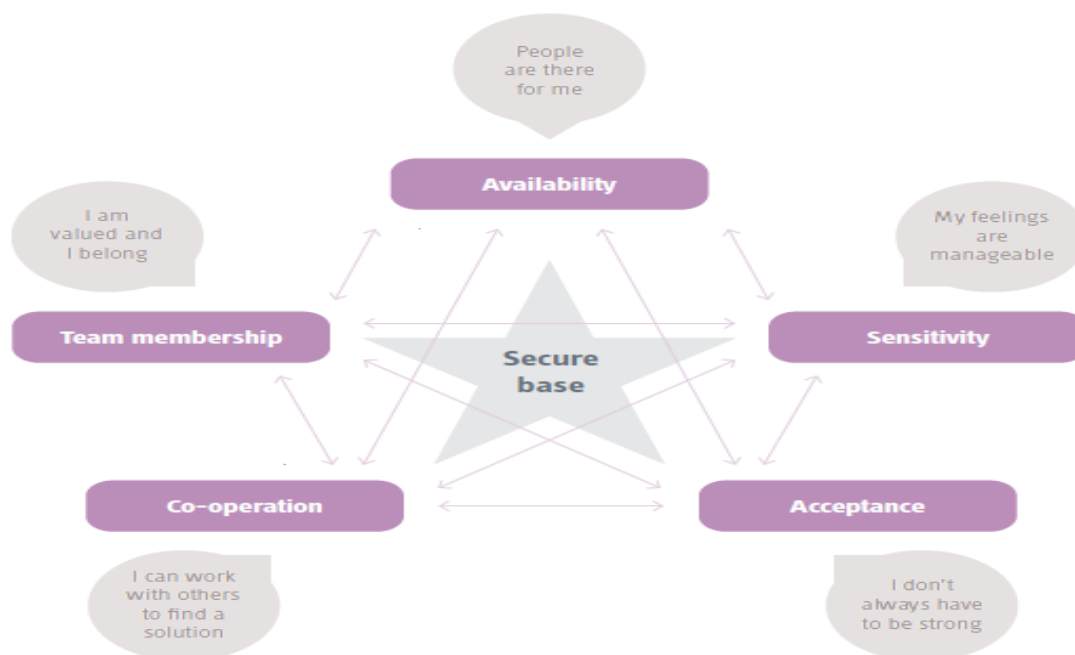 People
are there
for me
Availability
I am
valued and
I belong
My feelings
are
manageable
Team membership
Sensitivity
Secure
base
Co-operation
Acceptance
I can work
with others
to find a
solution
I don't
always have
to be strong